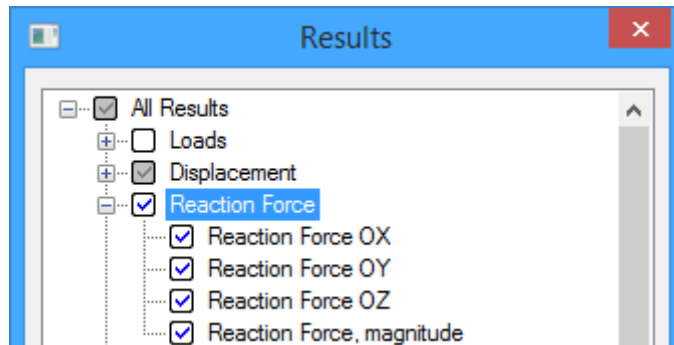 Results
All Results
Loads
Displacement
Reaction Force
Reaction Force OX
Reaction Force OY
Reaction Force OZ
Reaction Force, magnitude